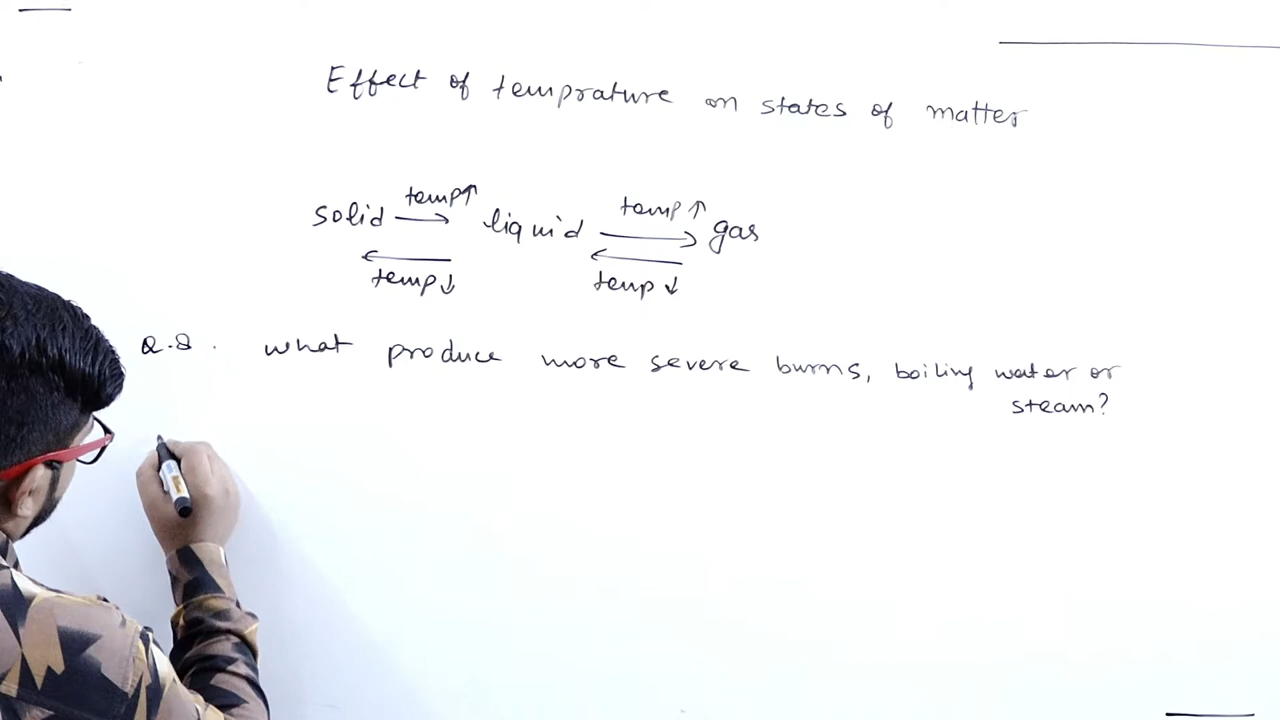 Effect of temprature on states of matter
temp↑ temp↑
solid → liquid → gas
← ←
temp↓ temp↓
Q.8. What produce more severe burns, boiling water or
steam?